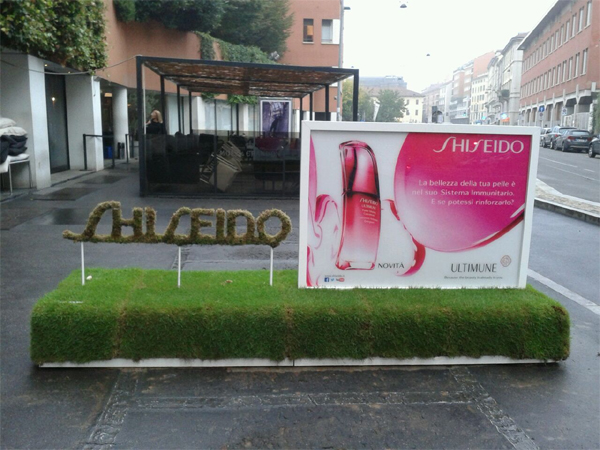 SHISEIDO
SHISEIDO
La bellezza della tua pelle è
nel suo Sistema Immunitario.
E se potessi rinforzarlo?
NOVITÀ
ULTIMUNE